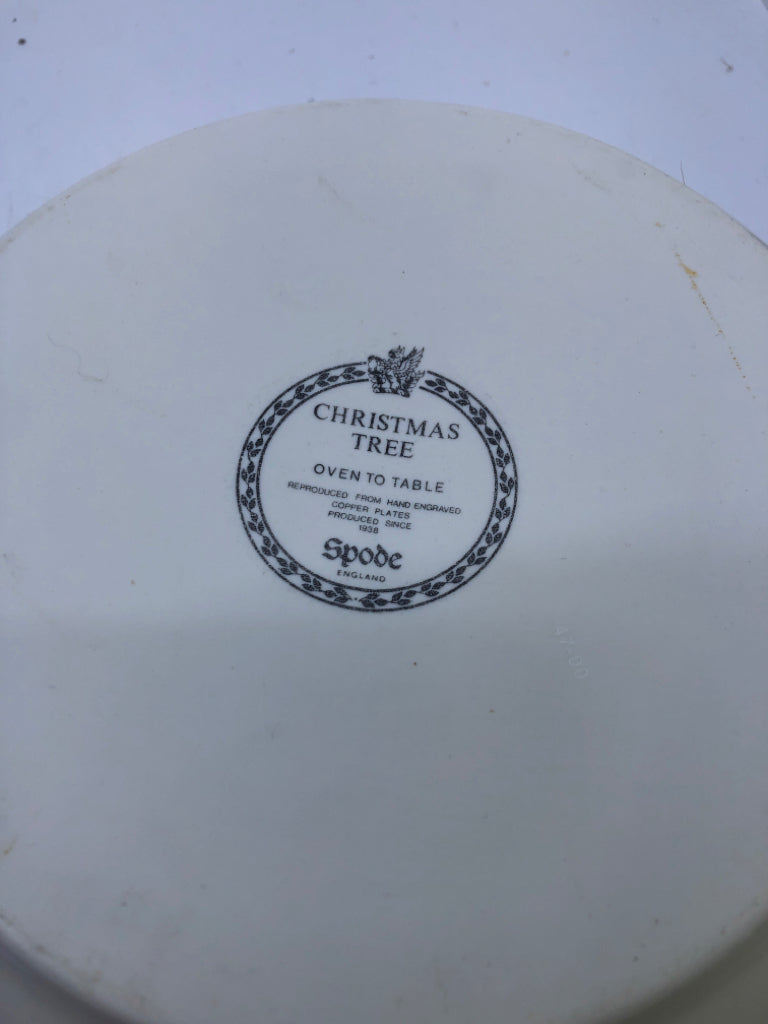 CHRISTMAS
TREE
OVEN TO TABLE
REPRODUCED FROM HAND ENGRAVED
COPPER PLATES
PRODUCED SINCE
1938
Spode
ENGLAND